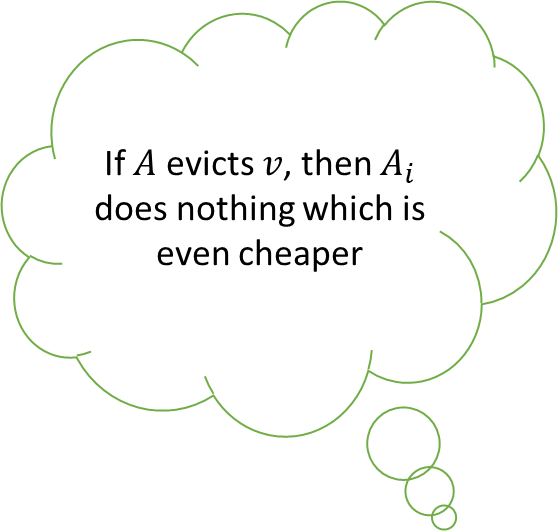 If A evicts v, then Aᵢ
does nothing which is
even cheaper